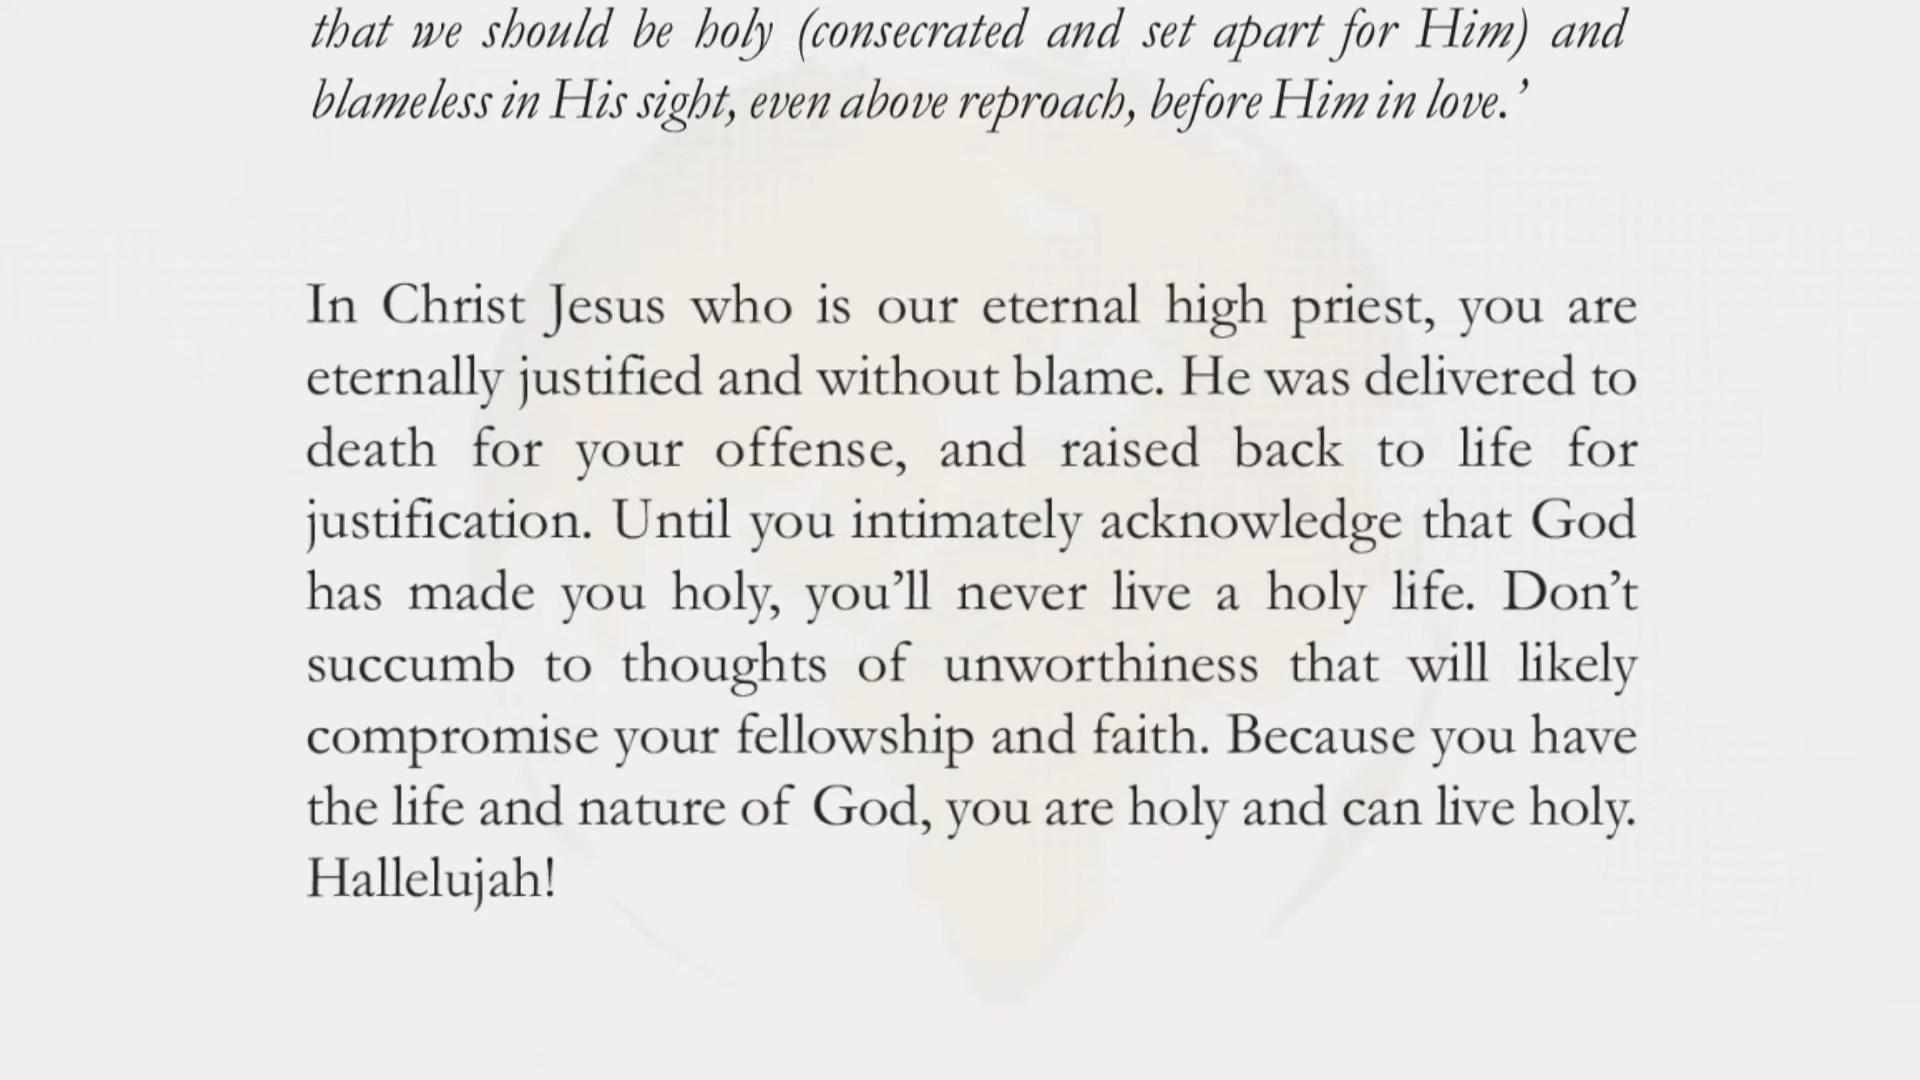 that we should be holy (consecrated and set apart for Him) and
blameless in His sight, even above reproach, before Him in love.’
In Christ Jesus who is our eternal high priest, you are
eternally justified and without blame. He was delivered to
death for your offense, and raised back to life for
justification. Until you intimately acknowledge that God
has made you holy, you’ll never live a holy life. Don’t
succumb to thoughts of unworthiness that will likely
compromise your fellowship and faith. Because you have
the life and nature of God, you are holy and can live holy.
Hallelujah!